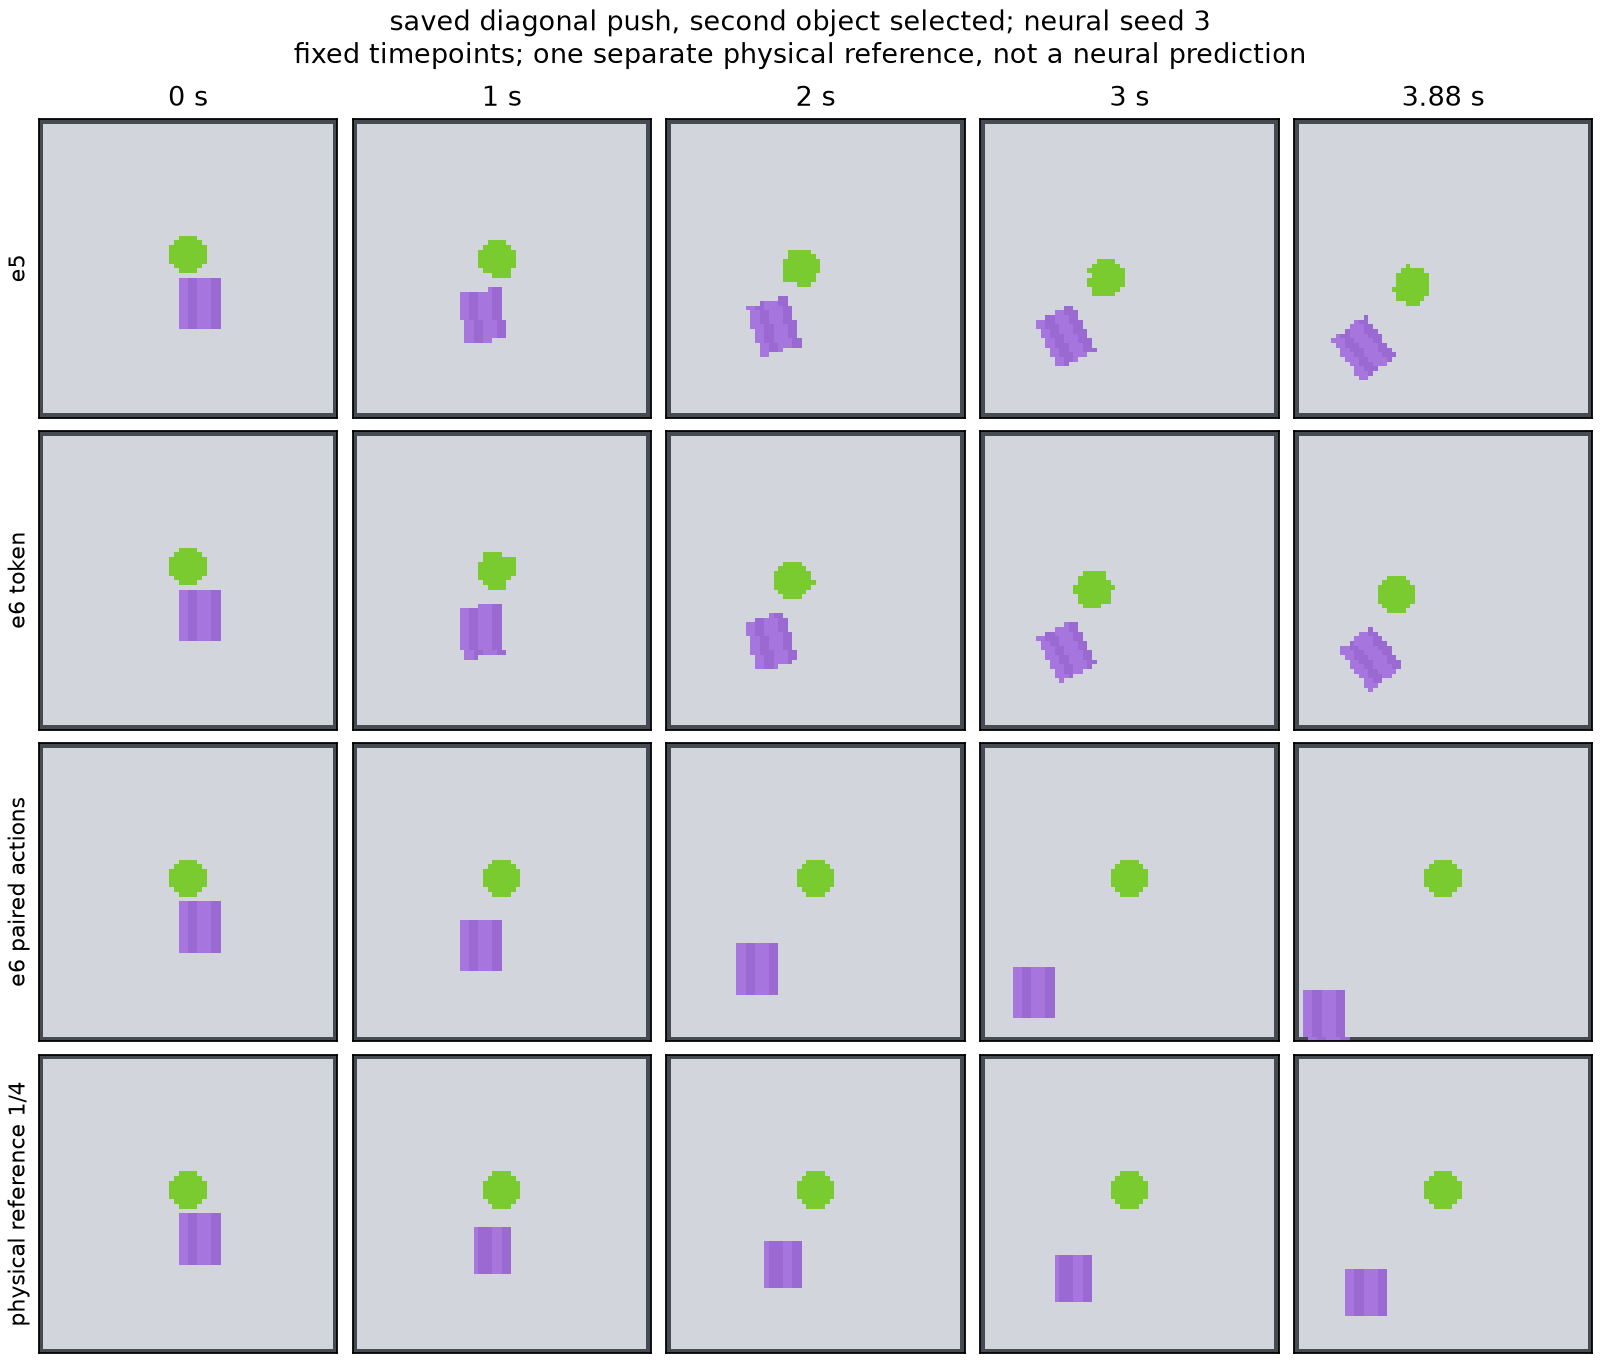 saved diagonal push, second object selected; neural seed 3
fixed timepoints; one separate physical reference, not a neural prediction
0 s
1 s
2 s
3 s
3.88 s
e5
e6 token
e6 paired actions
physical reference 1/4